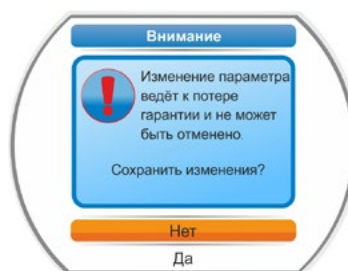 Внимание
Изменение параметра
ведёт к потере
гарантии и не может
быть отменено.
Сохранить изменения?
Нет
Да